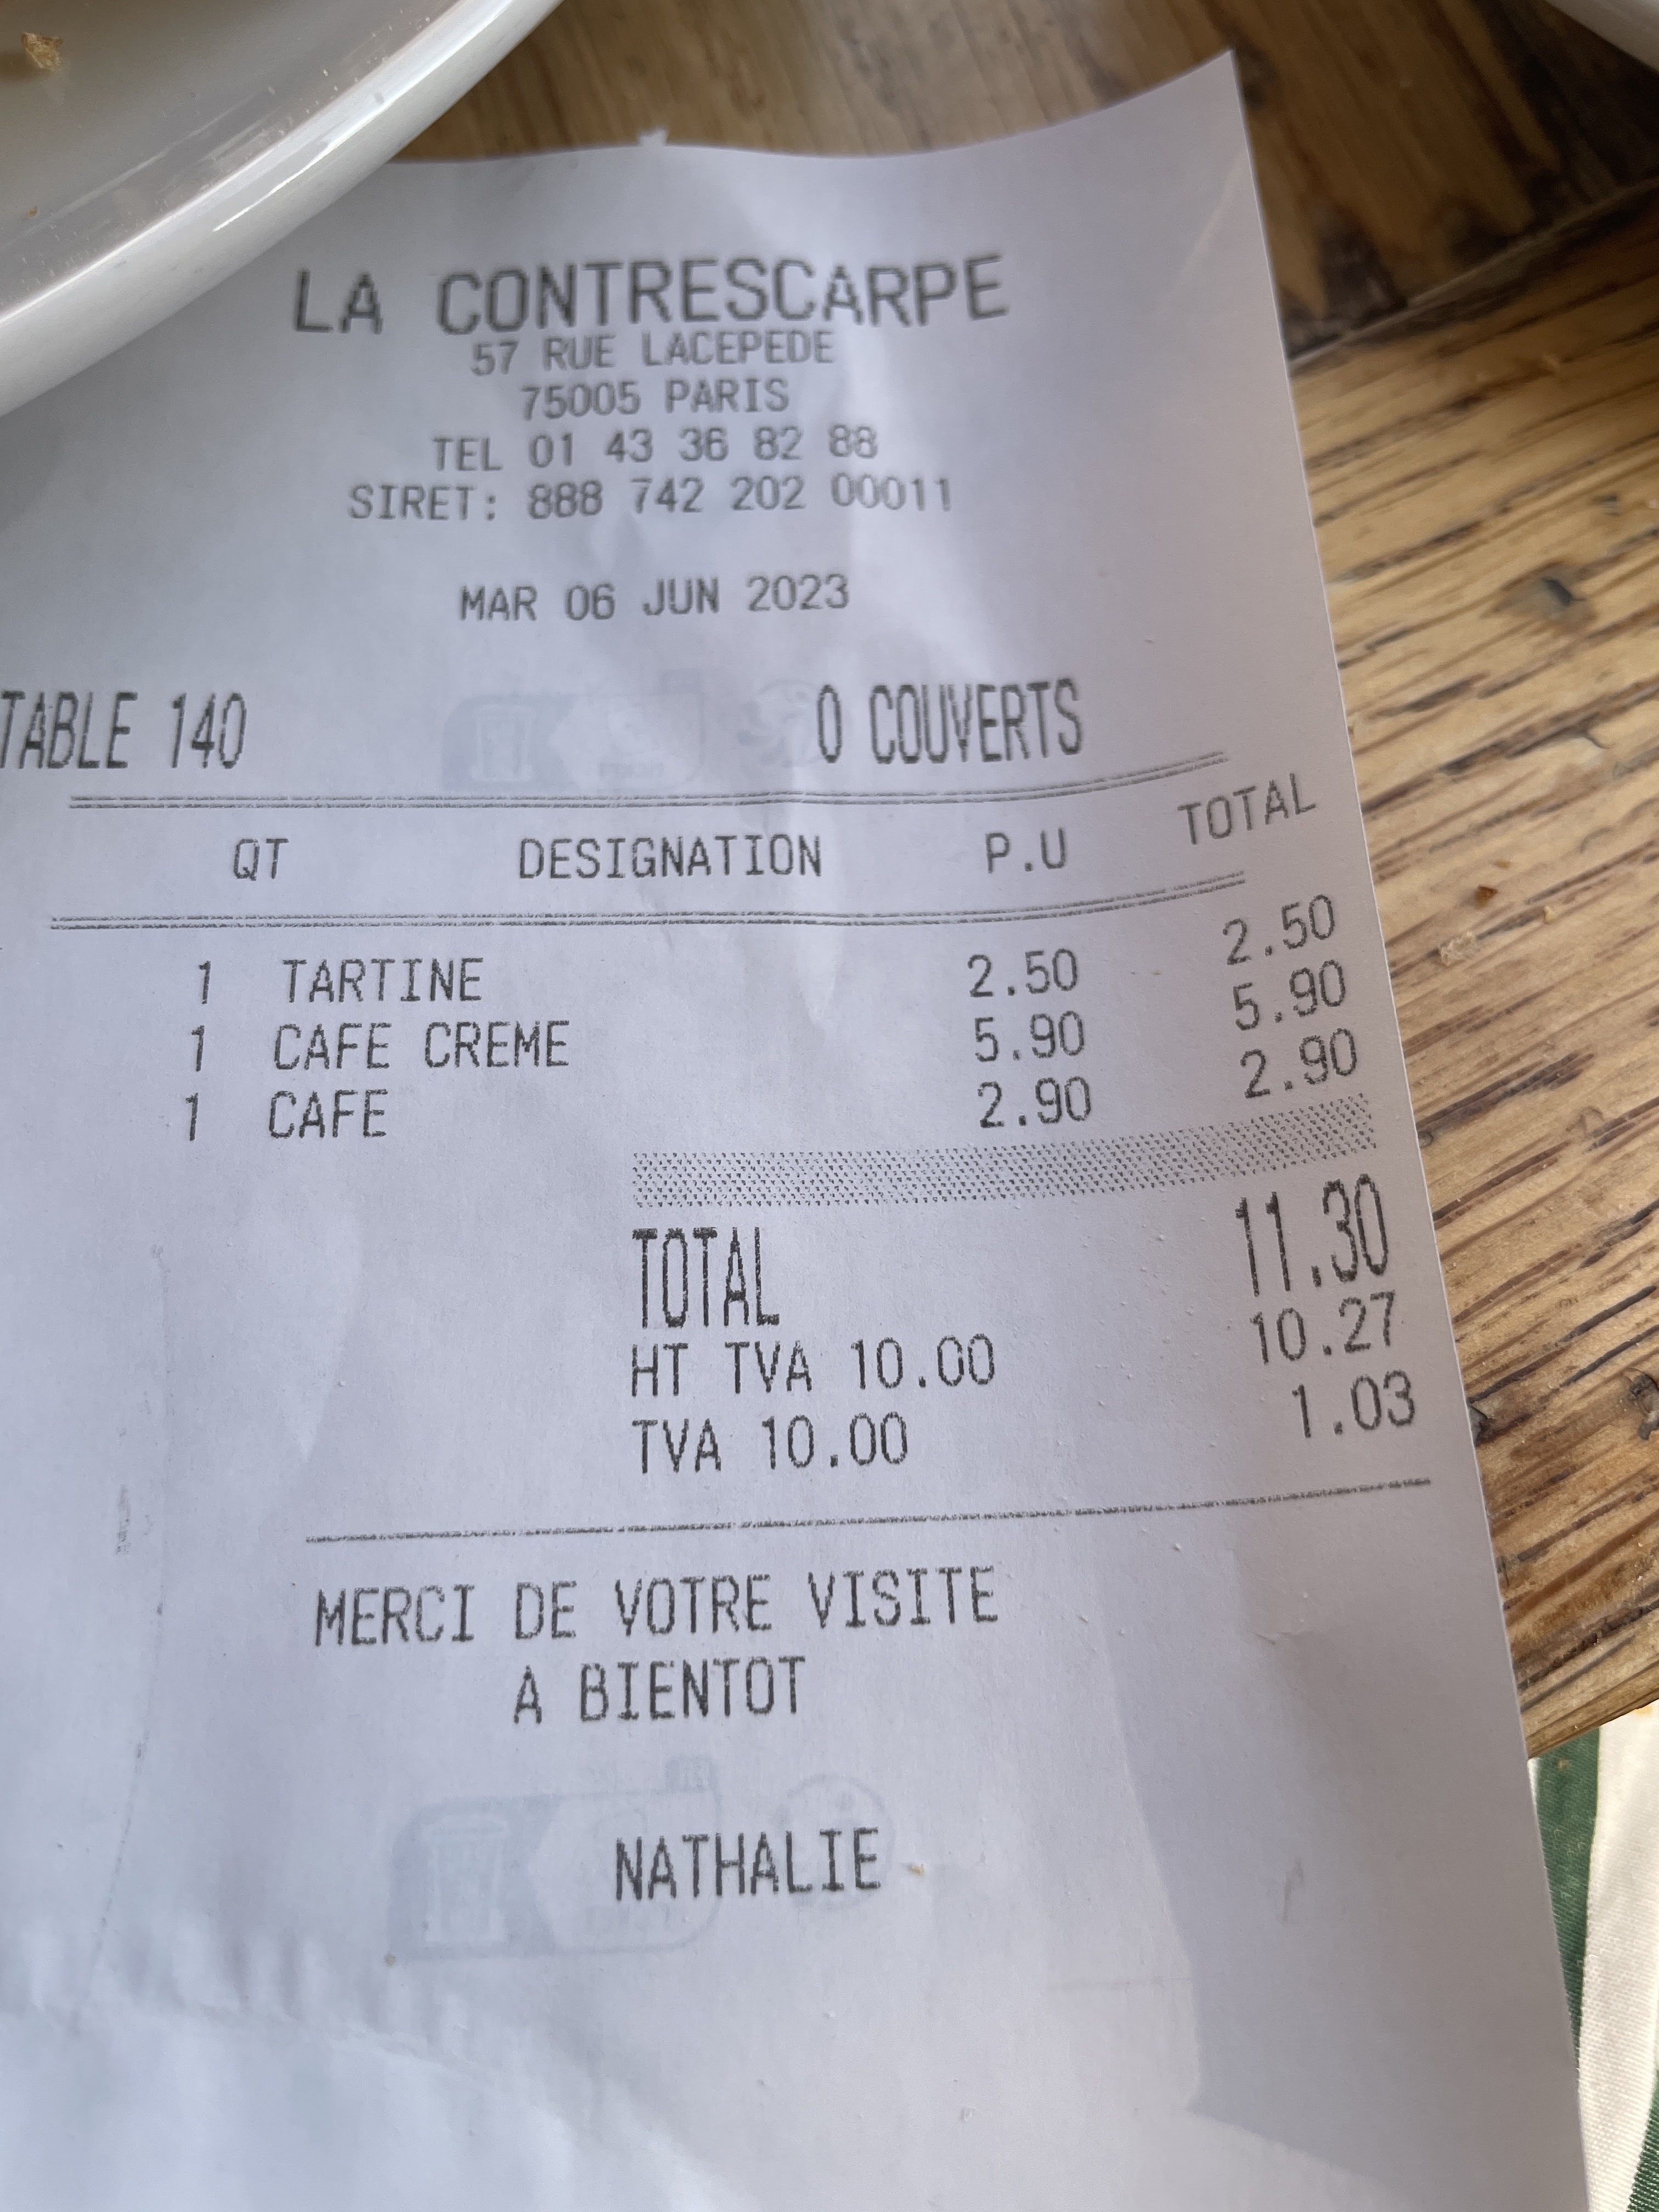 LA CONTRESCARPE
57 RUE LACEPEDE
75005 PARIS
TEL 01 43 36 82 88
SIRET: 888 742 202 00011
MAR 06 JUN 2023
TABLE 140 0 COUVERTS
QT DESIGNATION P.U TOTAL
1 TARTINE 2.50 2.50
1 CAFE CREME 5.90 5.90
1 CAFE 2.90 2.90
TOTAL 11.30
HT TVA 10.00 10.27
TVA 10.00 1.03
MERCI DE VOTRE VISITE
A BIENTOT
NATHALIE